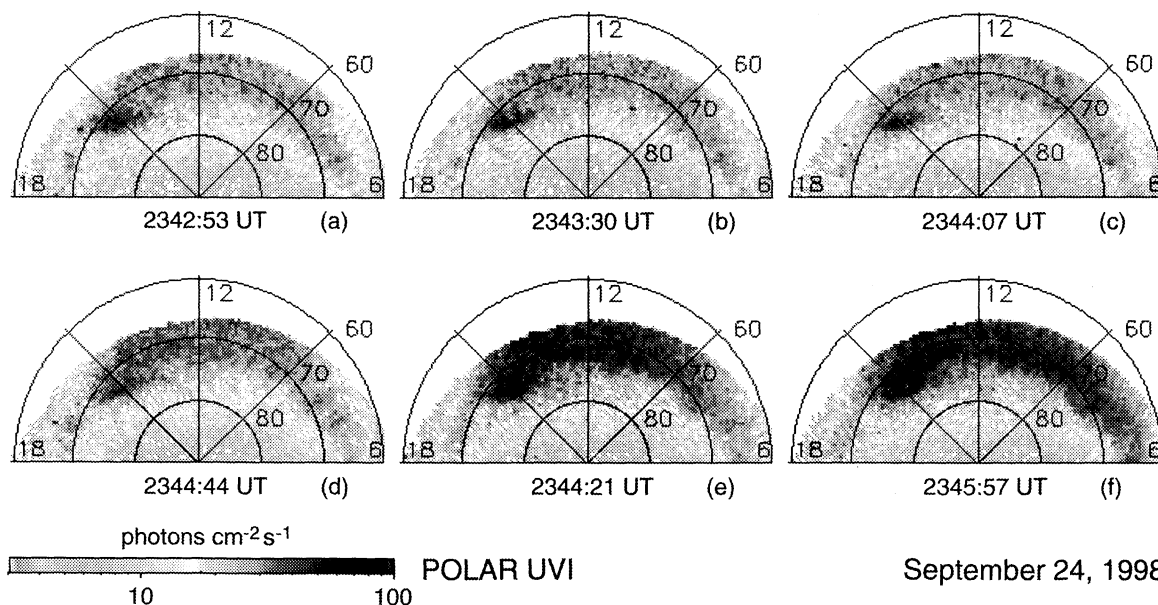 12 60 70 80 18 6
2342:53 UT (a)
12 60 70 80 18 6
2343:30 UT (b)
12 60 70 80 18 6
2344:07 UT (c)
12 60 70 80 18 6
2344:44 UT (d)
12 60 70 80 18 6
2344:21 UT (e)
12 60 70 80 18 6
2345:57 UT (f)
photons cm⁻² s⁻¹
10 100
POLAR UVI
September 24, 1998